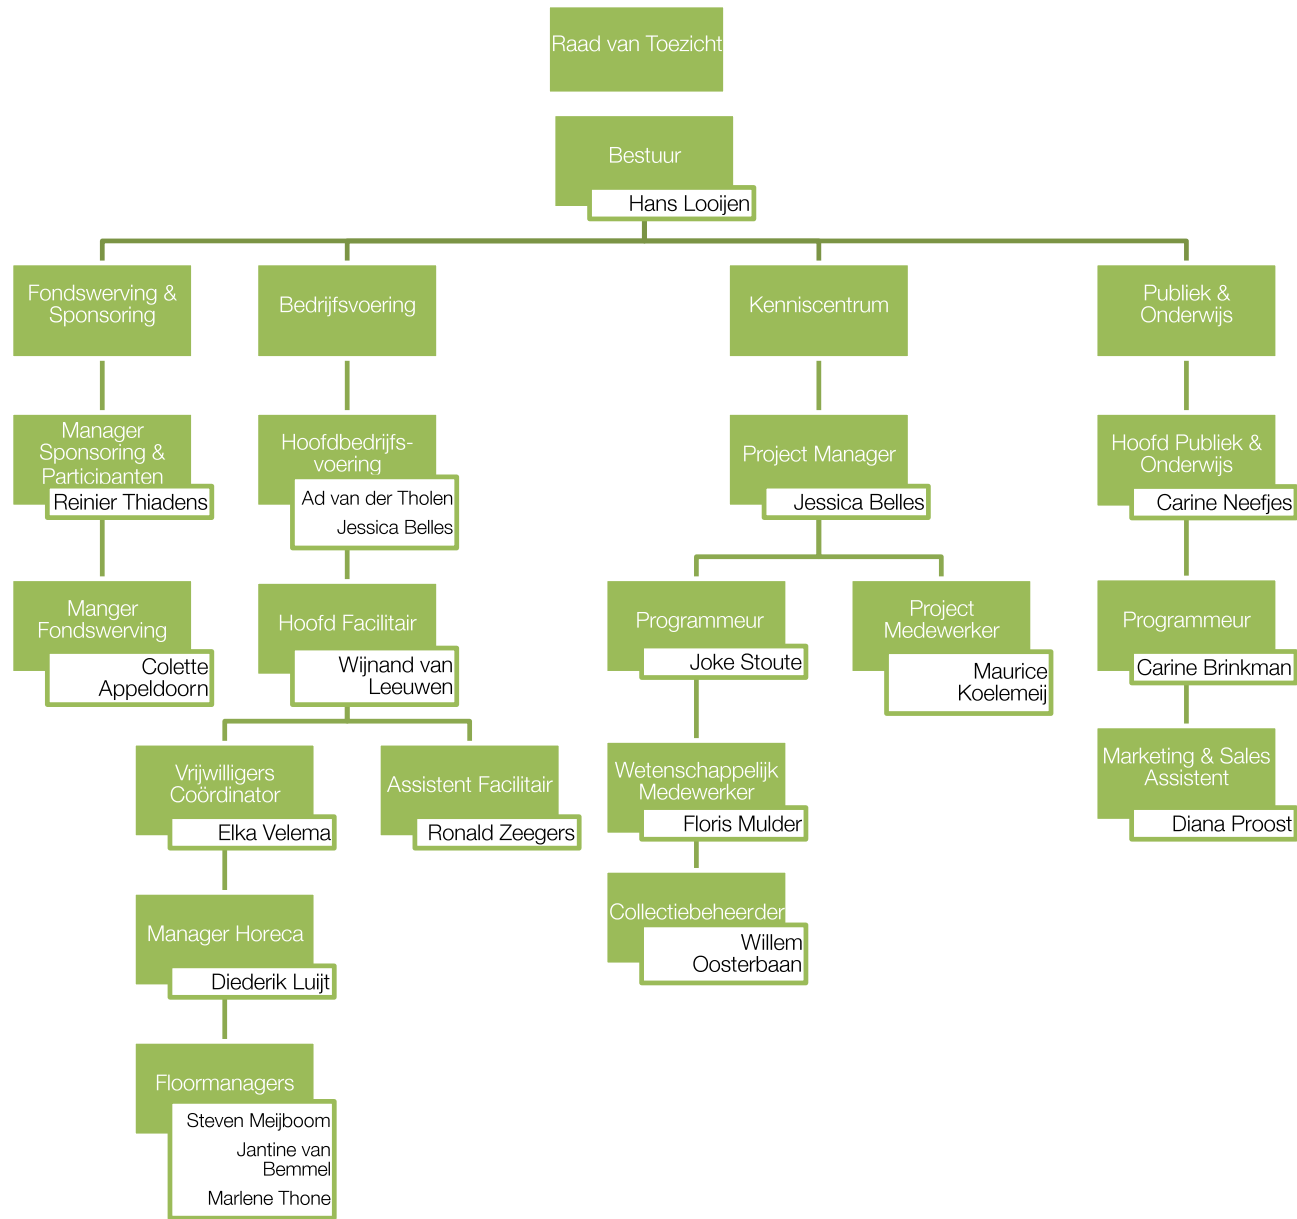 Raad van Toezicht
Bestuur
Hans Looijen
Fondswerving &
Sponsoring
Bedrijfsvoering
Kenniscentrum
Publiek &
Onderwijs
Manager
Sponsoring &
Participanten
Reinier Thiadens
Hoofdbedrijfs-
voering
Ad van der Tholen
Jessica Belles
Project Manager
Jessica Belles
Hoofd Publiek &
Onderwijs
Carine Neefjes
Manger
Fondswerving
Colette
Appeldoorn
Hoofd Facilitair
Wijnand van
Leeuwen
Programmeur
Joke Stoute
Project
Medewerker
Maurice
Koelemeij
Programmeur
Carine Brinkman
Vrijwilligers
Coördinator
Elka Velema
Assistent Facilitair
Ronald Zeegers
Wetenschappelijk
Medewerker
Floris Mulder
Marketing & Sales
Assistent
Diana Proost
Manager Horeca
Diederik Luijt
Collectiebeheerder
Willem
Oosterbaan
Floormanagers
Steven Meijboom
Jantine van
Bemmel
Marlene Thone